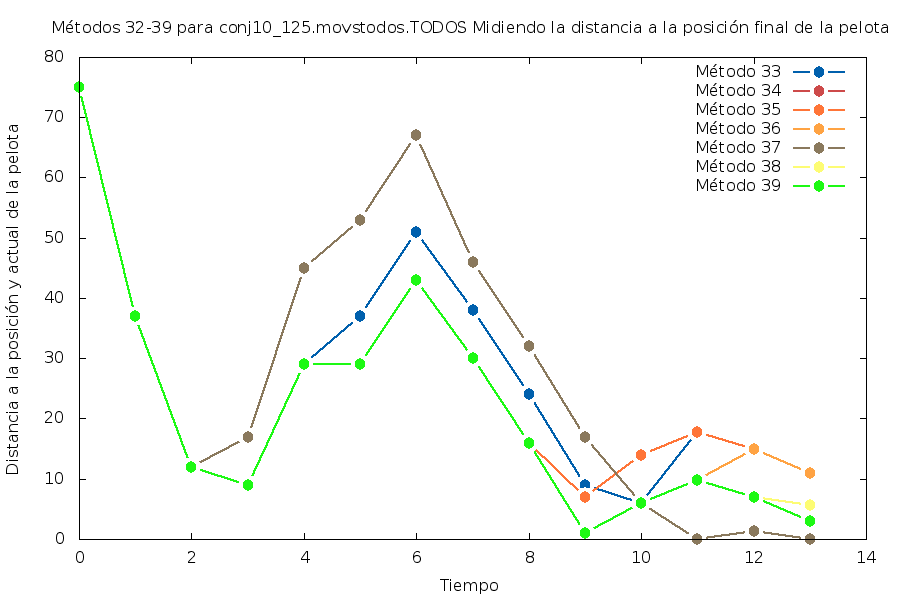 Métodos 32-39 para conj10_125.movstodos.TODOS Midiendo la distancia a la posición final de la pelota
80
70
60
50
40
30
20
10
0
Distancia a la posición y actual de la pelota
Método 33
Método 34
Método 35
Método 36
Método 37
Método 38
Método 39
0 2 4 6 8 10 12 14
Tiempo